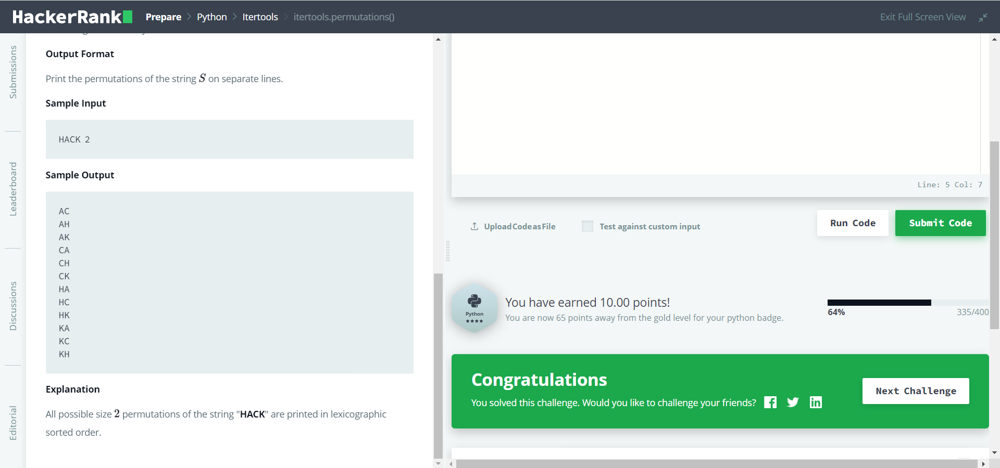 HackerRank
Prepare > Python > Itertools > itertools.permutations()
Exit Full Screen View
Submissions
Leaderboard
Discussions
Editorial
Output Format
Print the permutations of the string S on separate lines.
Sample Input
HACK 2
Sample Output
AC
AH
AK
CA
CH
CK
HA
HC
HK
KA
KC
KH
Explanation
All possible size 2 permutations of the string "HACK" are printed in lexicographic
sorted order.
Line: 5 Col: 7
Upload Code as File
Test against custom input
Run Code
Submit Code
Python
You have earned 10.00 points!
You are now 65 points away from the gold level for your python badge.
64%
335/400
Congratulations
You solved this challenge. Would you like to challenge your friends?
Next Challenge